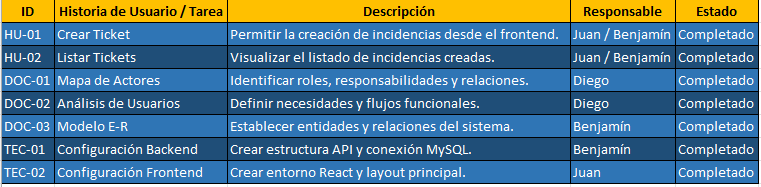 ID Historia de Usuario / Tarea Descripción Responsable Estado
HU-01 Crear Ticket Permitir la creación de incidencias desde el frontend. Juan / Benjamín Completado
HU-02 Listar Tickets Visualizar el listado de incidencias creadas. Juan / Benjamín Completado
DOC-01 Mapa de Actores Identificar roles, responsabilidades y relaciones. Diego Completado
DOC-02 Análisis de Usuarios Definir necesidades y flujos funcionales. Diego Completado
DOC-03 Modelo E-R Establecer entidades y relaciones del sistema. Benjamín Completado
TEC-01 Configuración Backend Crear estructura API y conexión MySQL. Benjamín Completado
TEC-02 Configuración Frontend Crear entorno React y layout principal. Juan Completado